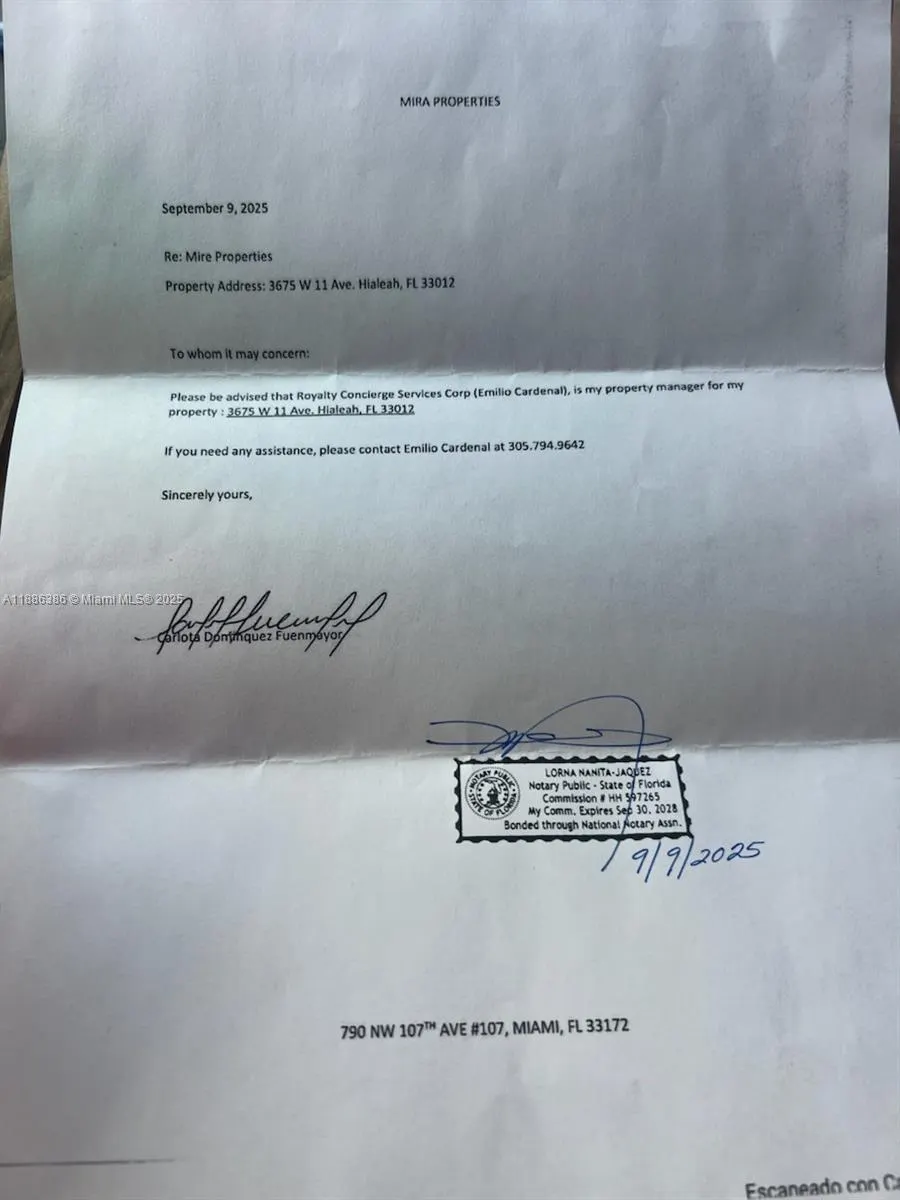 MIRA PROPERTIES
September 9, 2025
Re: Mire Properties
Property Address: 3675 W 11 Ave. Hialeah, FL 33012
To whom it may concern:
Please be advised that Royalty Concierge Services Corp (Emilio Cardenal), is my property manager for my
property : 3675 W 11 Ave. Hialeah, FL 33012
If you need any assistance, please contact Emilio Cardenal at 305.794.9642
Sincerely yours,
A11886386 © Miami MLS® 2025
Carlota Dominquez Fuenmayor
NOTARY PUBLIC
STATE OF FLORIDA
LORNA NANITA-JAQUEZ
Notary Public - State of Florida
Commission # HH 597265
My Comm. Expires Sep 30, 2028
Bonded through National Notary Assn.
9/9/2025
790 NW 107TH AVE #107, MIAMI, FL 33172
Escaneado con